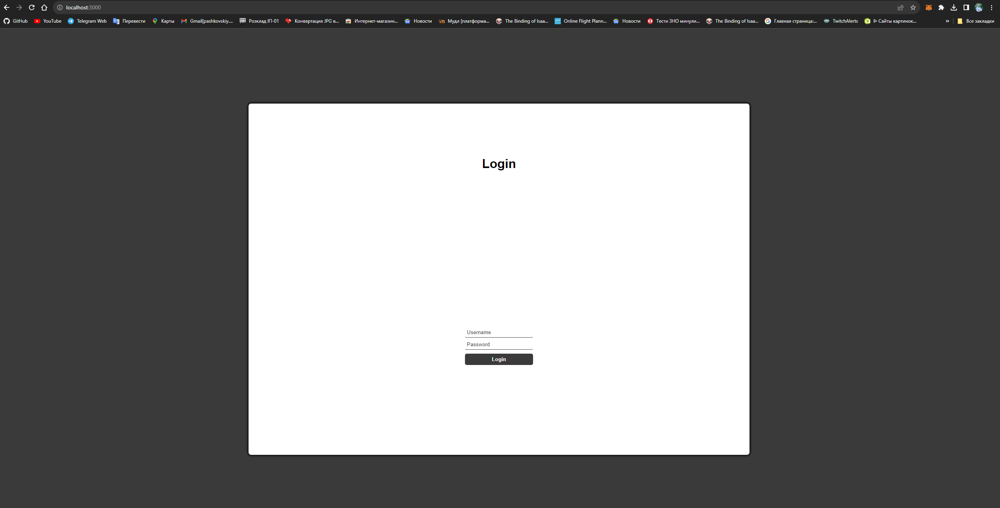 localhost:3000
GitHub YouTube Telegram Web Перевести Карты Gmail[pashkovskiy.... Розклад ІП-01 Конвертация JPG в... Интернет-магазин... Новости Мудл [платформа... The Binding of Isaa... Online Flight Plann... Новости Тести ЗНО минули... The Binding of Isaa... Главная страница:... TwitchAlerts ᐉ Сайты картинок... » Все закладки
Login
Username
Password
Login